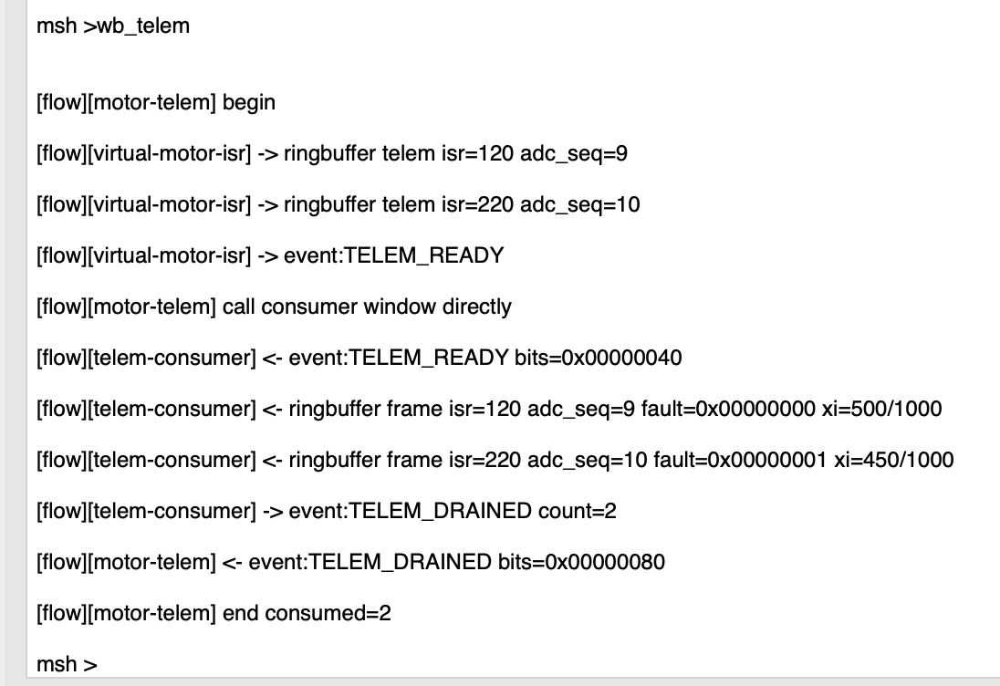 msh >wb_telem
[flow][motor-telem] begin
[flow][virtual-motor-isr] -> ringbuffer telem isr=120 adc_seq=9
[flow][virtual-motor-isr] -> ringbuffer telem isr=220 adc_seq=10
[flow][virtual-motor-isr] -> event:TELEM_READY
[flow][motor-telem] call consumer window directly
[flow][telem-consumer] <- event:TELEM_READY bits=0x00000040
[flow][telem-consumer] <- ringbuffer frame isr=120 adc_seq=9 fault=0x00000000 xi=500/1000
[flow][telem-consumer] <- ringbuffer frame isr=220 adc_seq=10 fault=0x00000001 xi=450/1000
[flow][telem-consumer] -> event:TELEM_DRAINED count=2
[flow][motor-telem] <- event:TELEM_DRAINED bits=0x00000080
[flow][motor-telem] end consumed=2
msh >